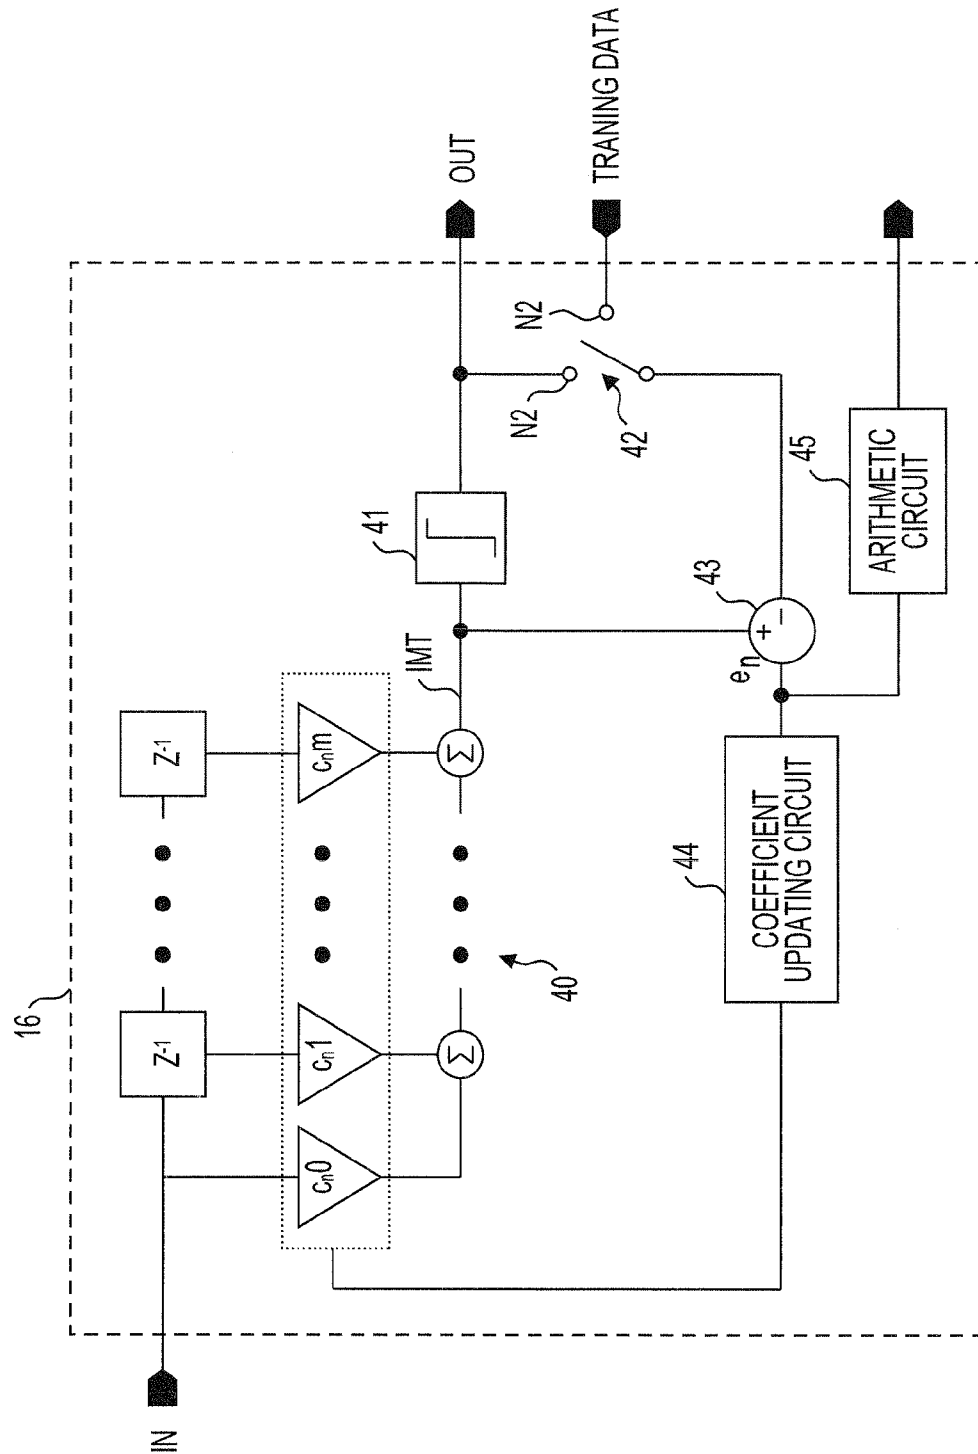 16
IN
Z-1
Z-1
cn0
cn1
cnm
Σ
Σ
IMT
40
41
OUT
N2
N2
42
TRANING DATA
43
+
−
en
44
COEFFICIENT
UPDATING CIRCUIT
45
ARITHMETIC
CIRCUIT